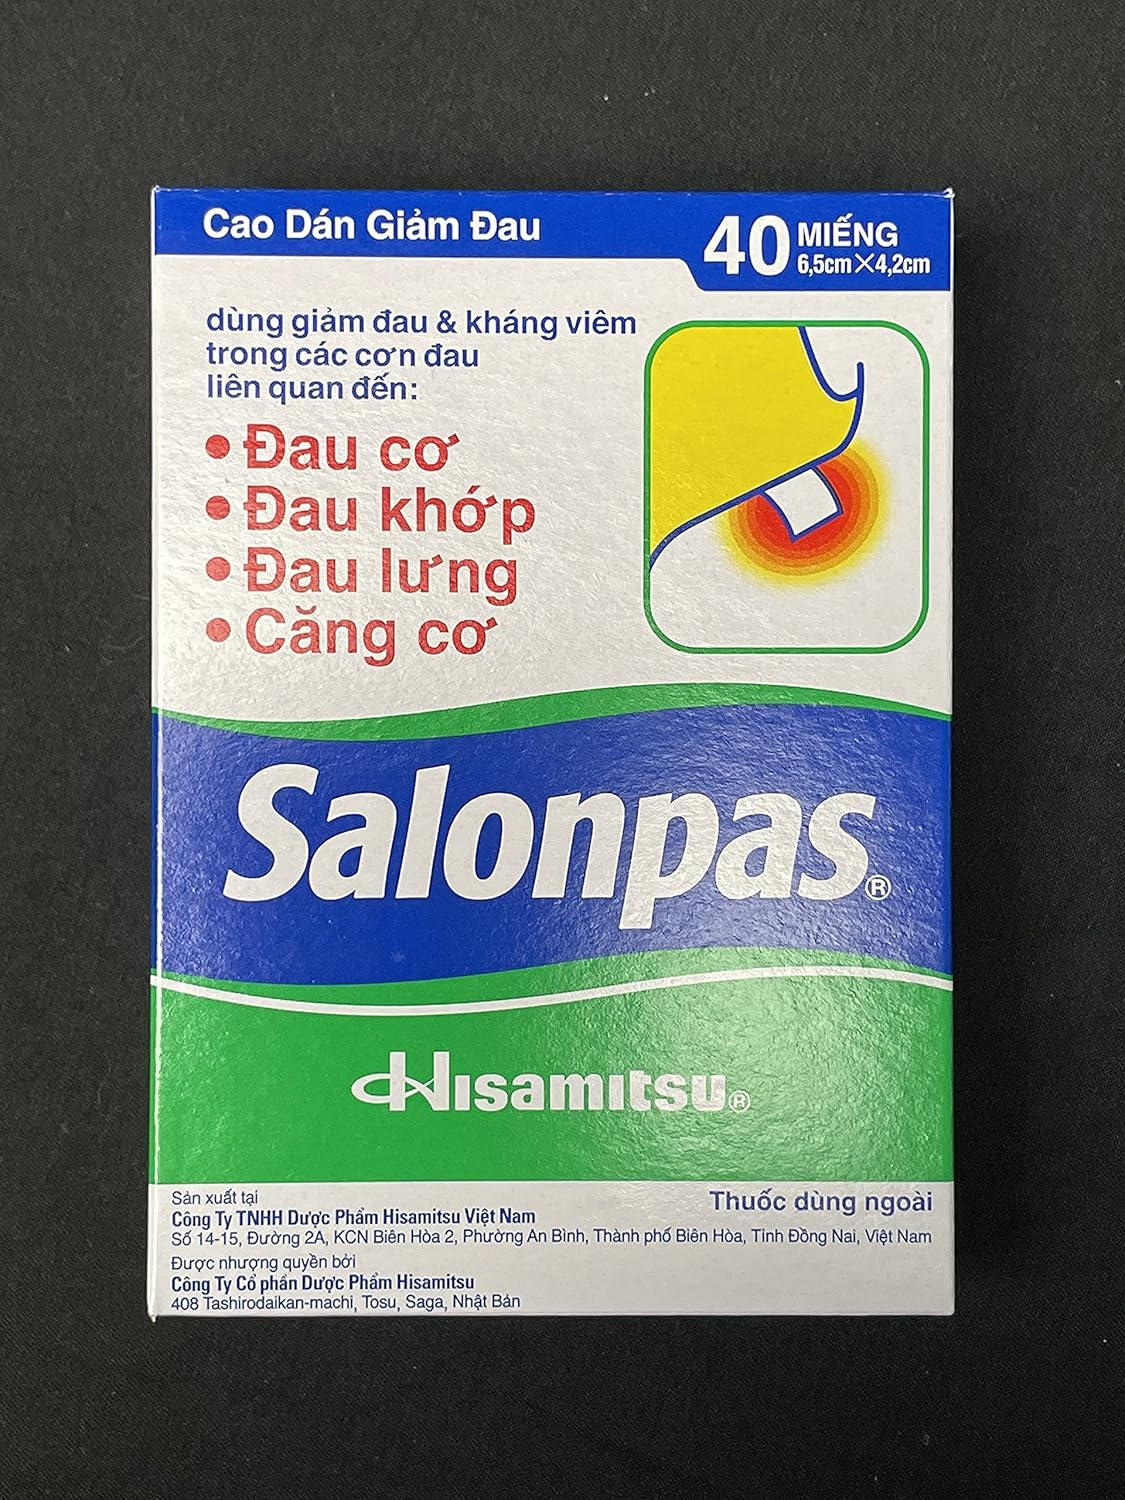 Cao Dán Giảm Đau
40 MIẾNG
6,5cm×4,2cm
dùng giảm đau & kháng viêm
trong các cơn đau
liên quan đến:
• Đau cơ
• Đau khớp
• Đau lưng
• Căng cơ
Salonpas®
Hisamitsu®
Thuốc dùng ngoài
Sản xuất tại
Công Ty TNHH Dược Phẩm Hisamitsu Việt Nam
Số 14-15, Đường 2A, KCN Biên Hòa 2, Phường An Bình, Thành phố Biên Hòa, Tỉnh Đồng Nai, Việt Nam
Được nhượng quyền bởi
Công Ty Cổ phần Dược Phẩm Hisamitsu
408 Tashirodaikan-machi, Tosu, Saga, Nhật Bản